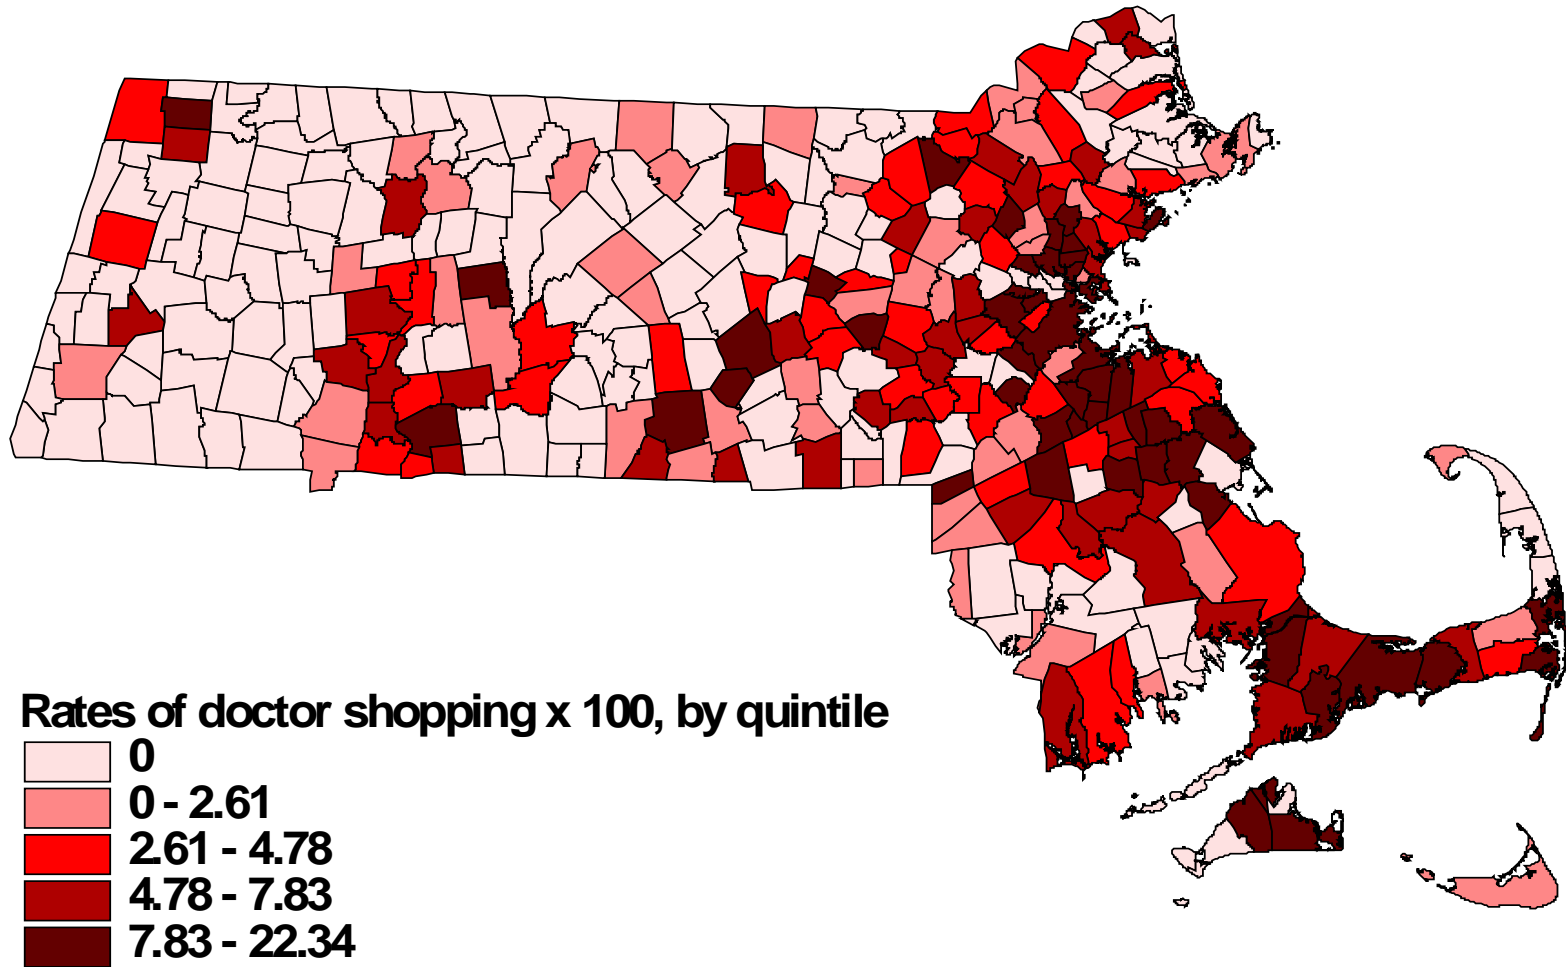 Rates of doctor shopping x 100, by quintile
0
0 - 2.61
2.61 - 4.78
4.78 - 7.83
7.83 - 22.34